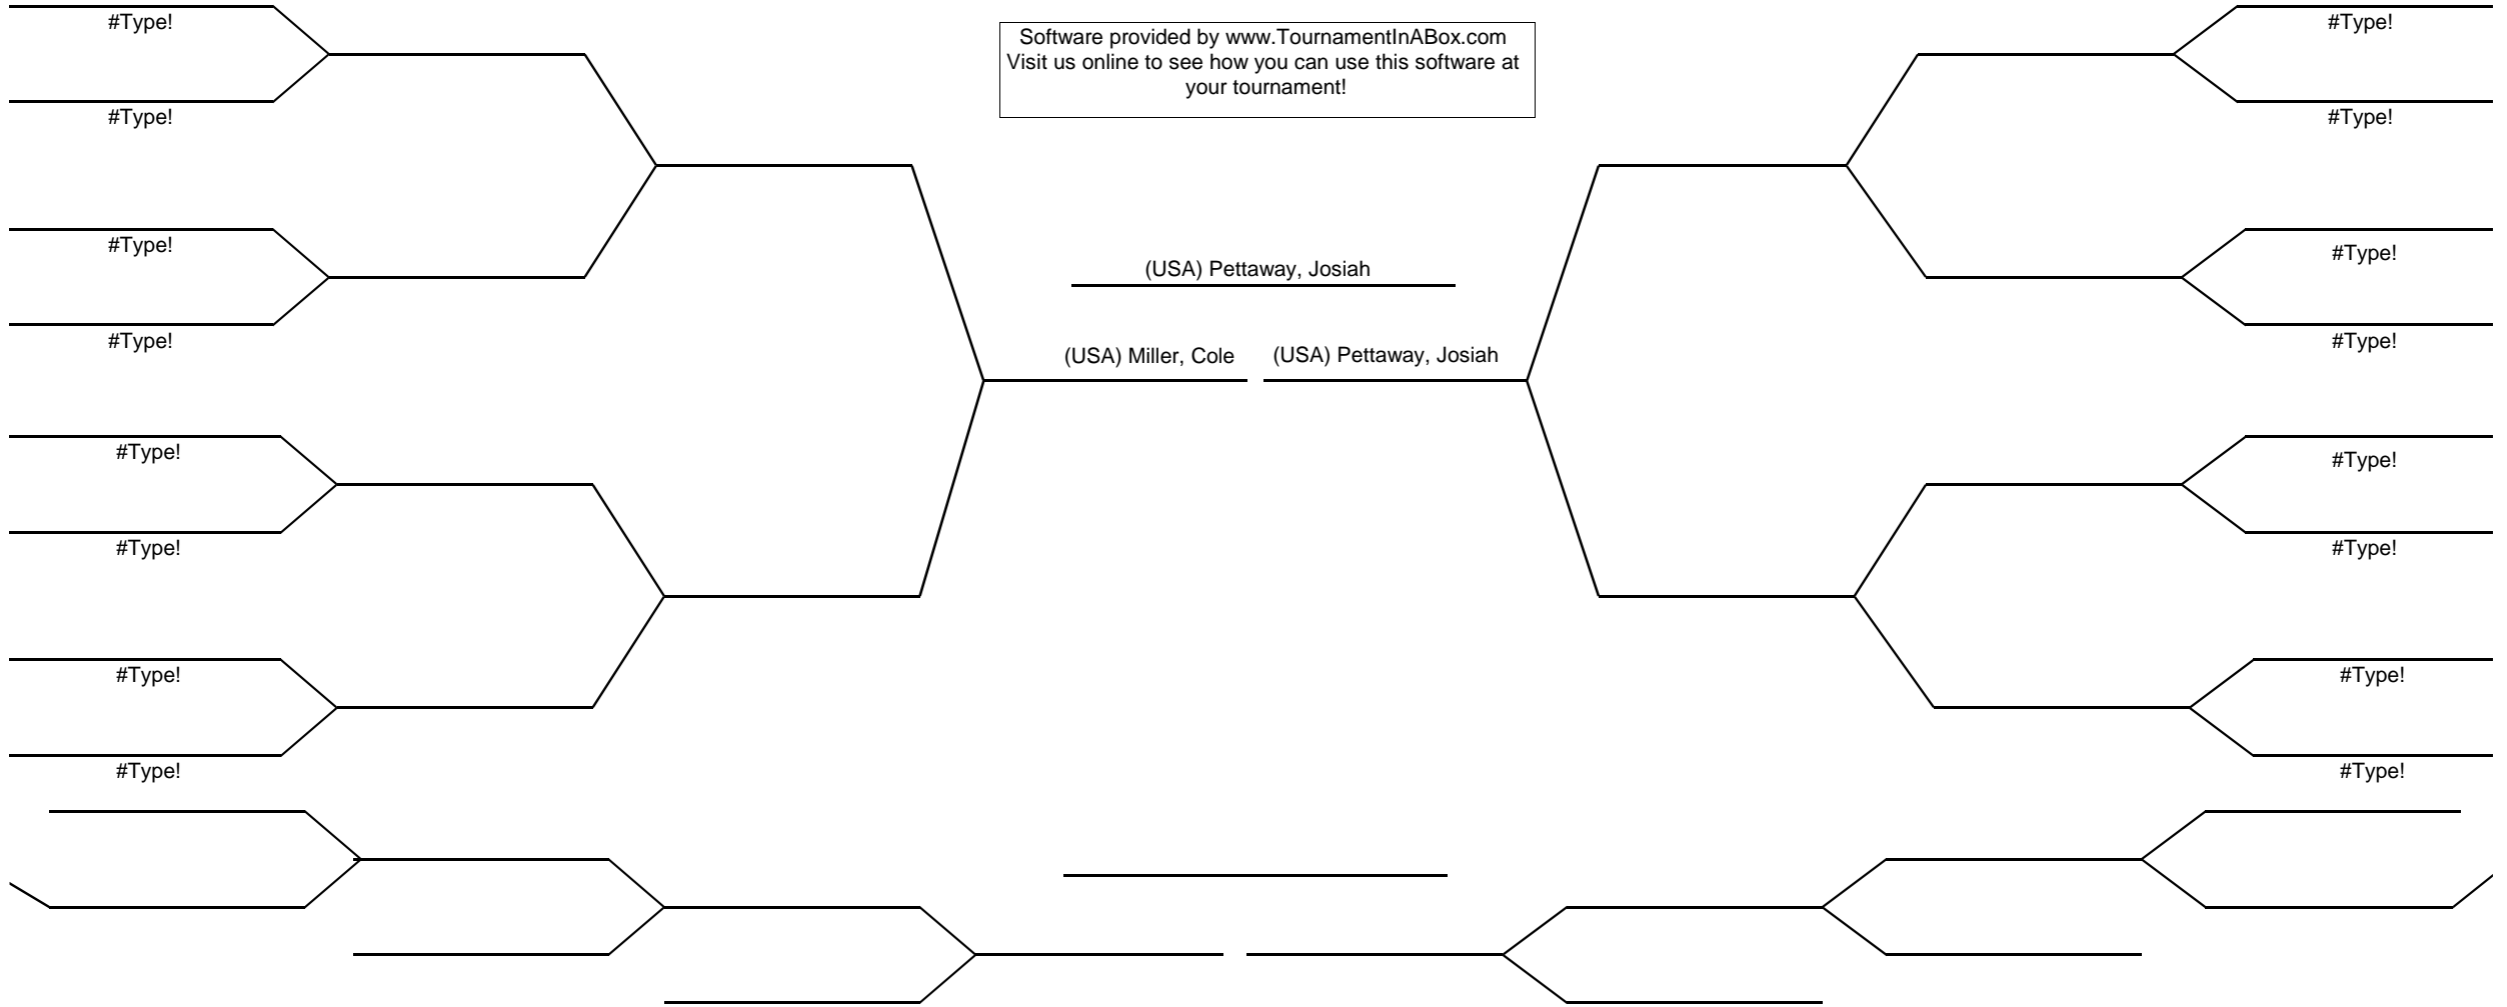 #Type!
#Type!
Software provided by www.TournamentInABox.com
Visit us online to see how you can use this software at
your tournament!
#Type!
#Type!
#Type!
#Type!
(USA) Pettaway, Josiah
#Type!
#Type!
(USA) Miller, Cole
(USA) Pettaway, Josiah
#Type!
#Type!
#Type!
#Type!
#Type!
#Type!
#Type!
#Type!